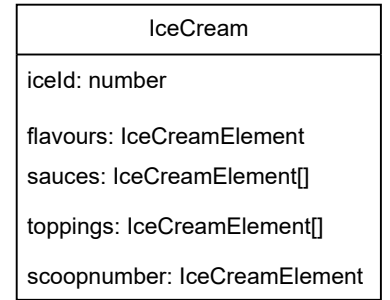 IceCream
iceId: number
flavours: IceCreamElement
sauces: IceCreamElement[]
toppings: IceCreamElement[]
scoopnumber: IceCreamElement